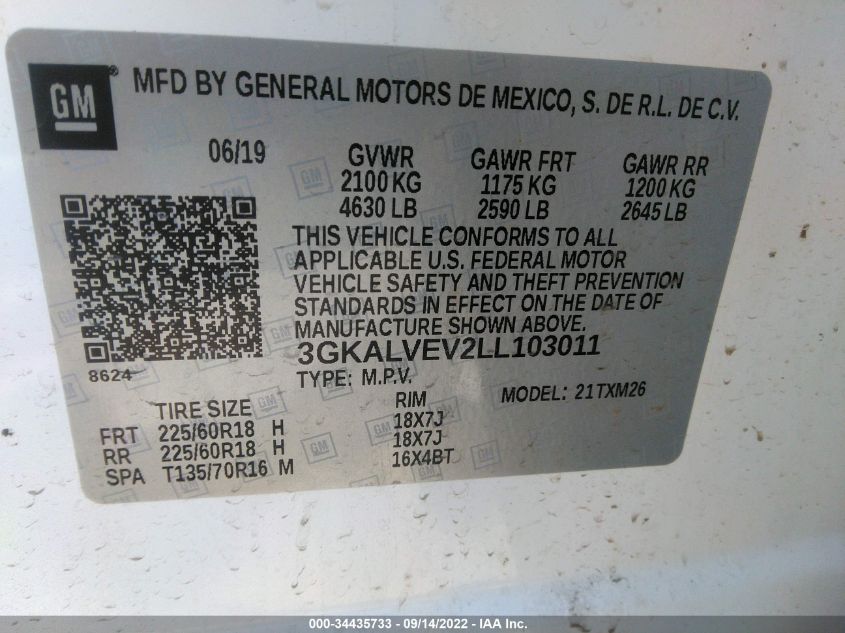 GM ® MFD BY GENERAL MOTORS DE MEXICO, S. DE R.L. DE C.V.
06/19 GVWR GAWR FRT GAWR RR
2100 KG 1175 KG 1200 KG
4630 LB 2590 LB 2645 LB
THIS VEHICLE CONFORMS TO ALL
APPLICABLE U.S. FEDERAL MOTOR
VEHICLE SAFETY AND THEFT PREVENTION
STANDARDS IN EFFECT ON THE DATE OF
MANUFACTURE SHOWN ABOVE.
3GKALVEV2LL103011
8624
TYPE: M.P.V. MODEL: 21TXM26
TIRE SIZE RIM
FRT 225/60R18 H 18X7J
RR 225/60R18 H 18X7J
SPA T135/70R16 M 16X4BT
000-34435733 - 09/14/2022 - IAA Inc.